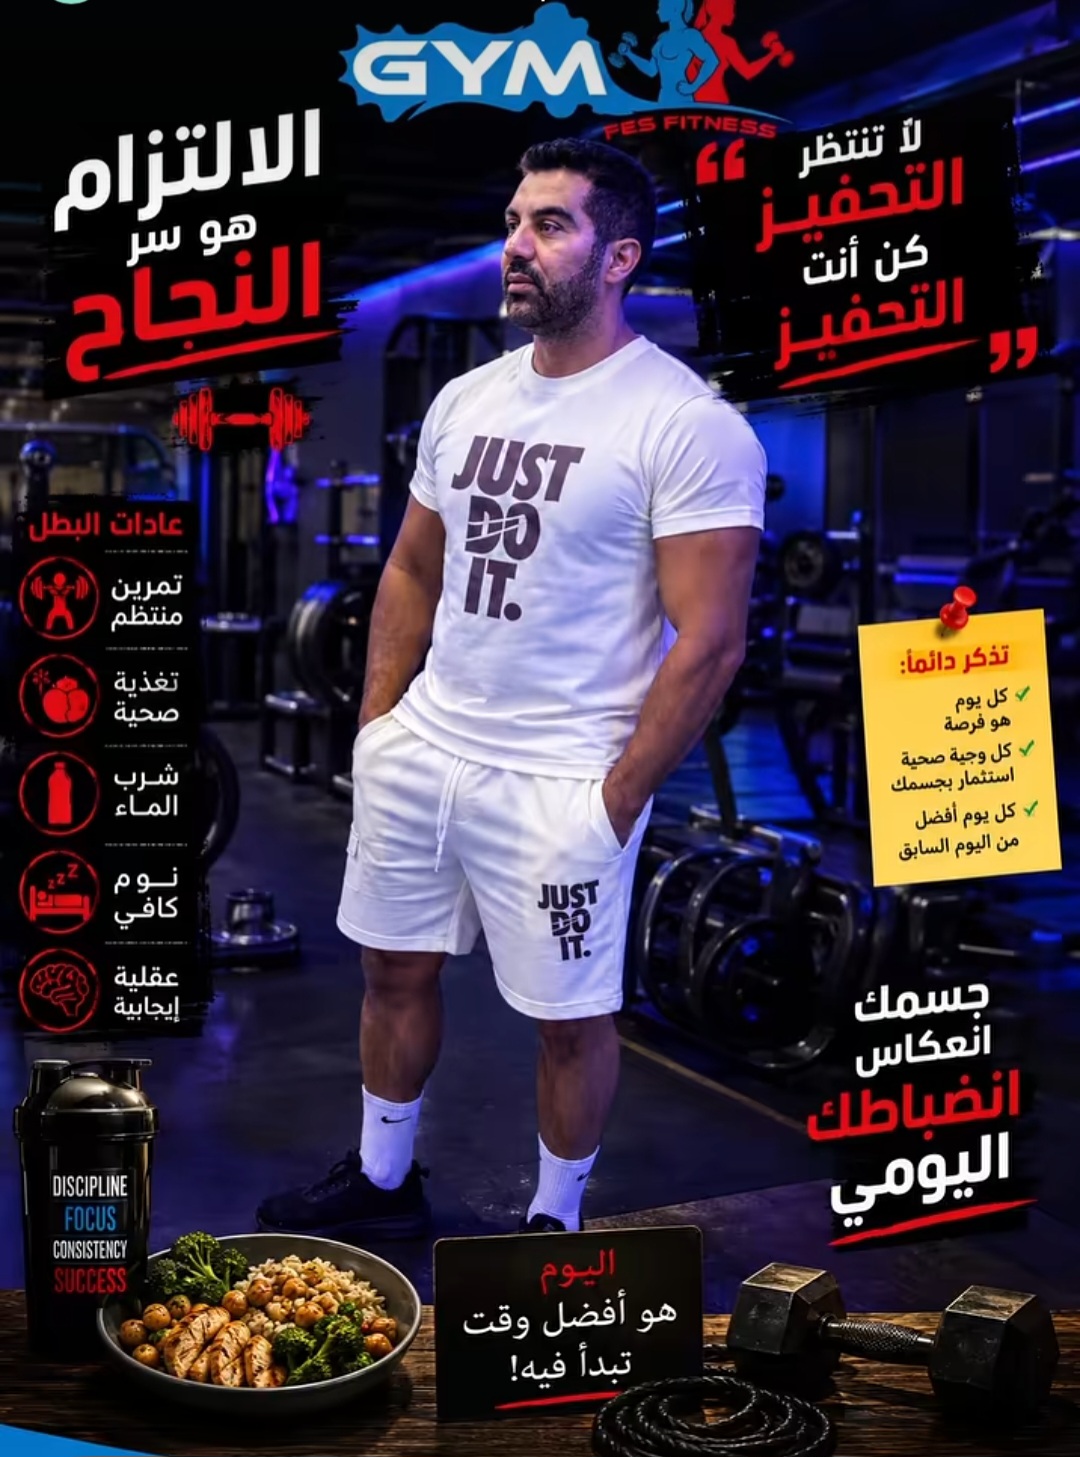 GYM
FES FITNESS
الالتزام
هو سر
النجاح
"لا تنتظر
التحفيز
كن أنت
التحفيز"
عادات البطل
تمرين
منتظم
تغذية
صحية
شرب
الماء
نوم
كافي
عقلية
إيجابية
JUST
DO
IT.
JUST
DO
IT.
تذكر دائماً:
✓ كل يوم
هو فرصة
✓ كل وجبة صحية
استثمار بجسمك
✓ كل يوم أفضل
من اليوم السابق
جسمك
انعكاس
انضباطك
اليومي
DISCIPLINE
FOCUS
CONSISTENCY
SUCCESS
اليوم
هو أفضل وقت
تبدأ فيه!